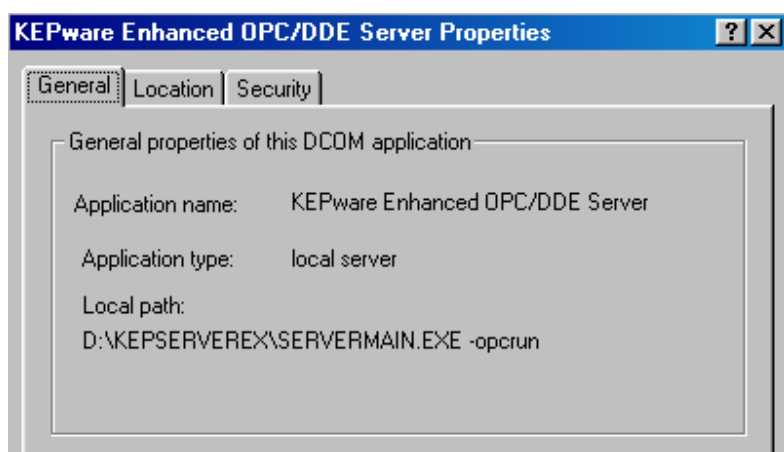 KEPware Enhanced OPC/DDE Server Properties
General Location Security
General properties of this DCOM application
Application name: KEPware Enhanced OPC/DDE Server
Application type: local server
Local path:
D:\KEPSERVEREX\SERVERMAIN.EXE -opcrun